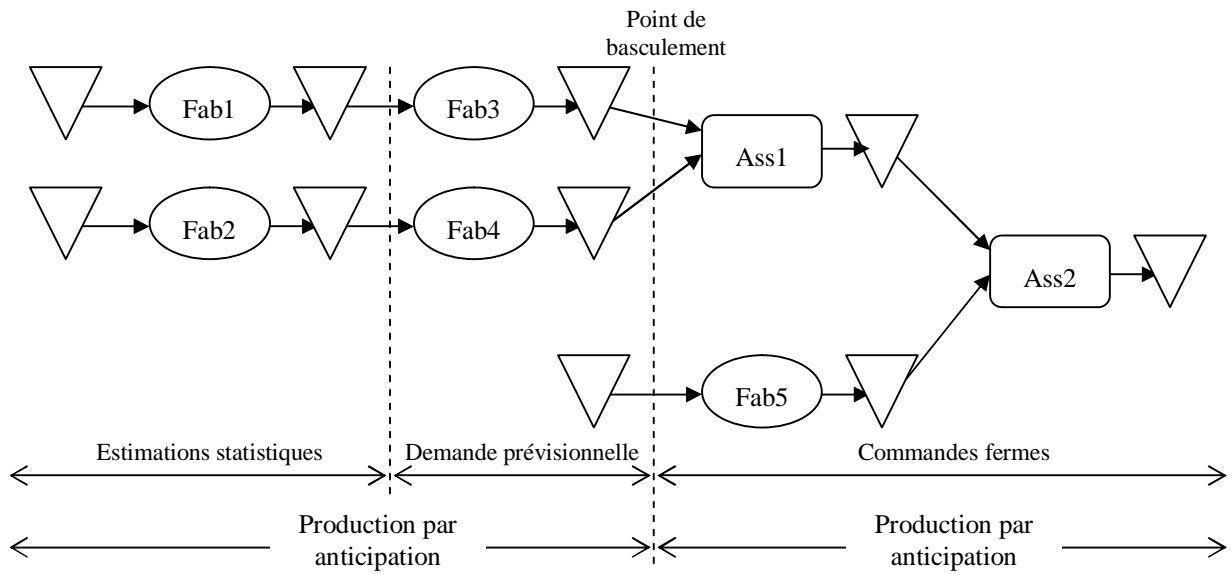 Point de
basculement
Fab1
Fab3
Ass1
Fab2
Fab4
Ass2
Fab5
Estimations statistiques
Demande prévisionnelle
Commandes fermes
Production par
anticipation
Production par
anticipation